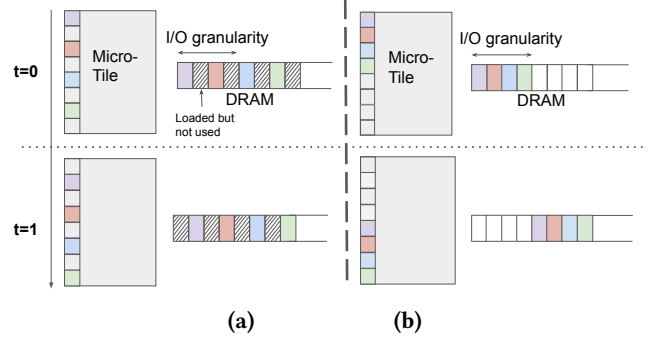 I/O granularity
t=0
Micro-
Tile
DRAM
Loaded but
not used
I/O granularity
Micro-
Tile
DRAM
t=1
(a)
(b)